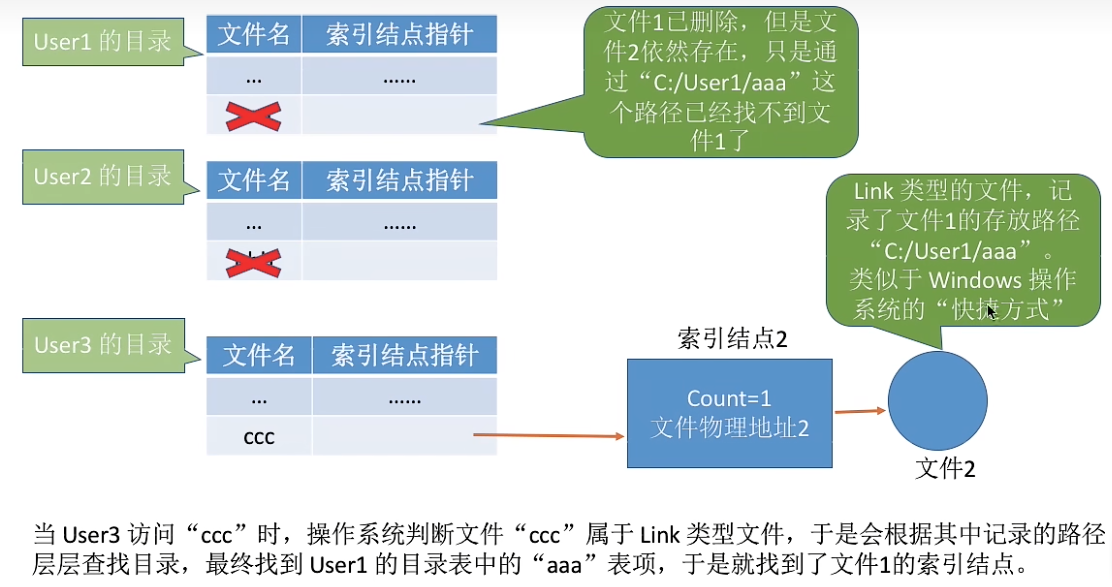 User1 的目录
文件名 索引结点指针
... ......
文件1已删除，但是文
件2依然存在，只是通
过“C:/User1/aaa”这
个路径已经找不到文
件1了
User2 的目录
文件名 索引结点指针
... ......
Link 类型的文件，记
录了文件1的存放路径
“C:/User1/aaa”。
类似于 Windows 操作
系统的“快捷方式”
User3 的目录
文件名 索引结点指针
... ......
ccc
索引结点2
Count=1
文件物理地址2
文件2
当 User3 访问“ccc”时，操作系统判断文件“ccc”属于 Link 类型文件，于是会根据其中记录的路径
层层查找目录，最终找到 User1 的目录表中的“aaa”表项，于是就找到了文件1的索引结点。